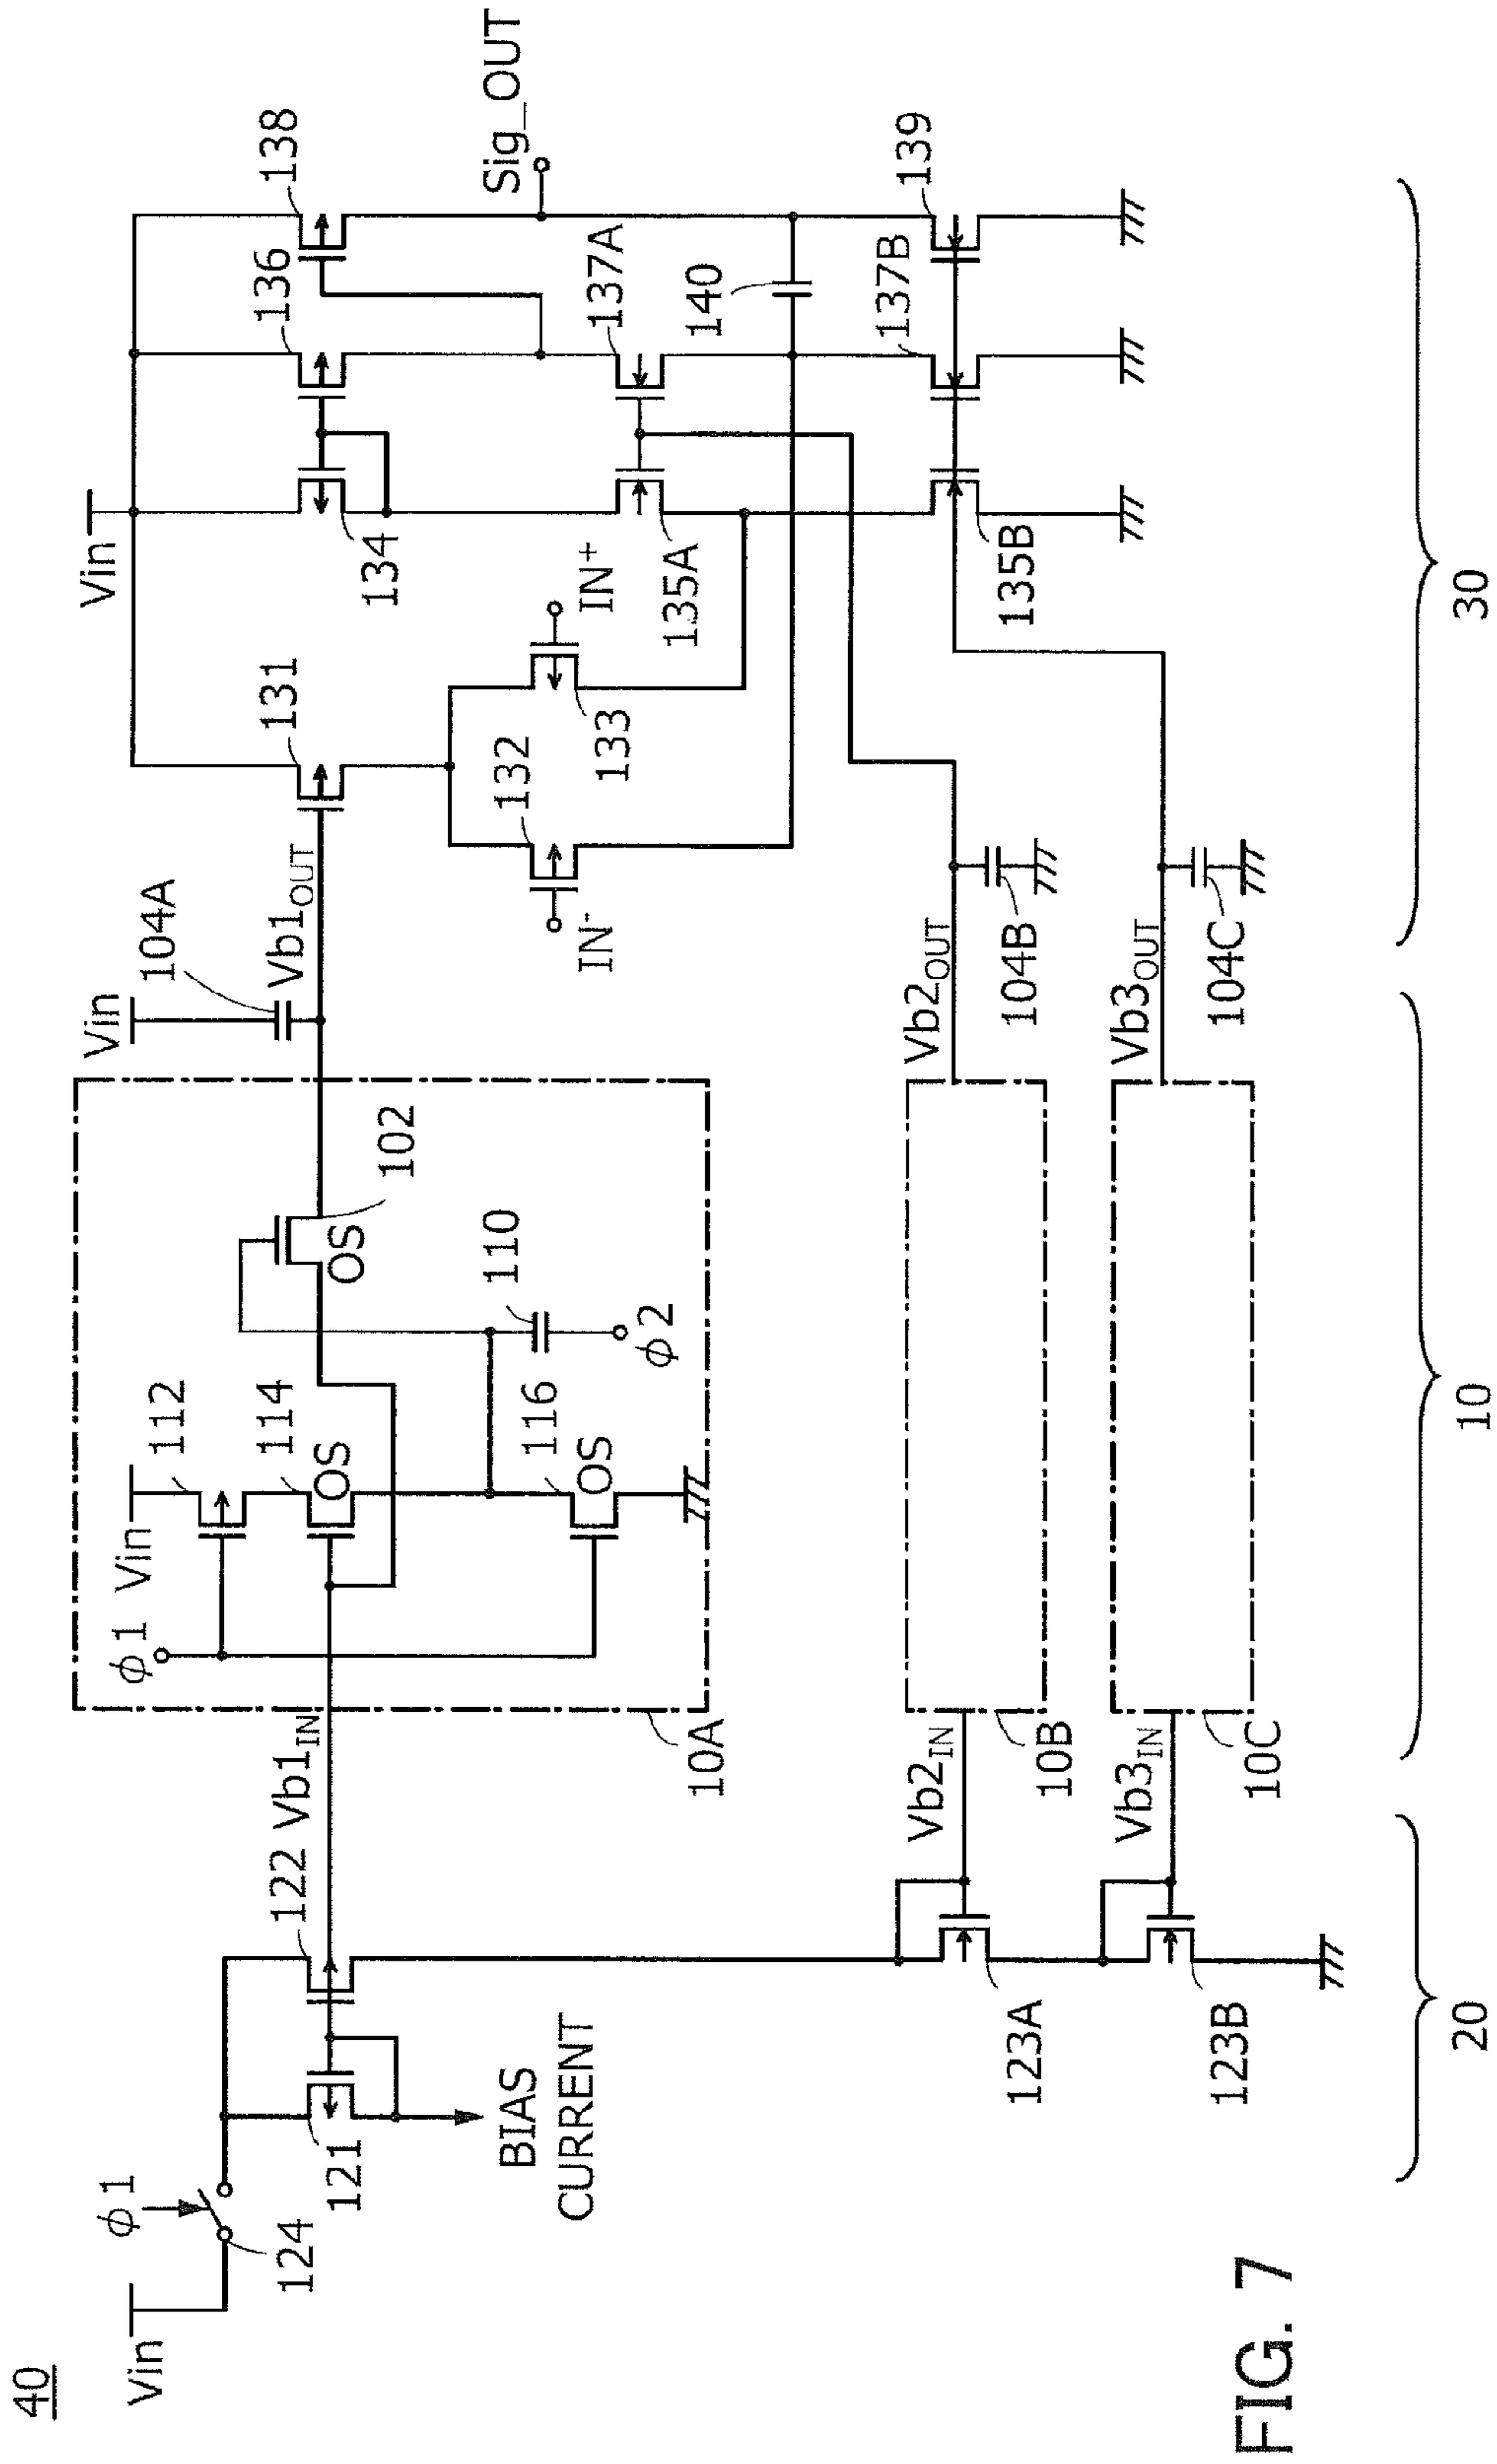 40
Vin
ϕ1
124
121
BIAS
CURRENT
122
Vb1IN
123A
123B
Vb2IN
Vb3IN
20
ϕ1
Vin
112
114
OS
116
OS
110
ϕ2
102
OS
10A
10B
10C
10
Vin
104A
Vb1OUT
Vb2OUT
104B
Vb3OUT
104C
Vin
131
132
IN-
133
IN+
134
136
138
Sig_OUT
135A
137A
140
135B
137B
139
30
FIG. 7